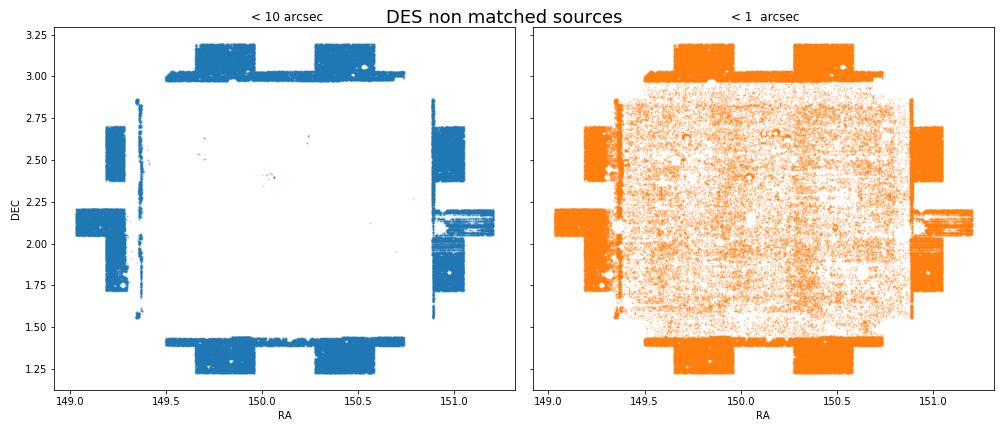 DES non matched sources
< 10 arcsec
< 1  arcsec
3.25
3.00
2.75
2.50
2.25
2.00
1.75
1.50
1.25
DEC
149.0 149.5 150.0 150.5 151.0
149.0 149.5 150.0 150.5 151.0
RA
RA